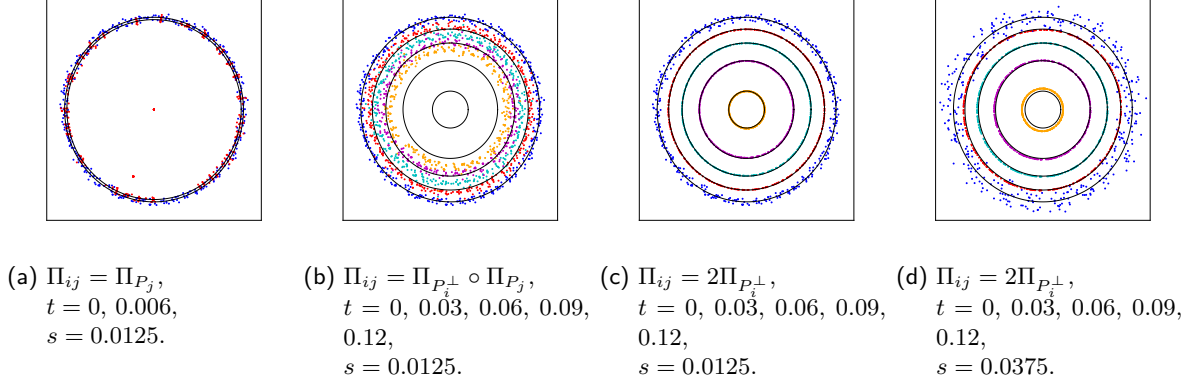 (a) Π_{ij} = Π_{P_j},
t = 0, 0.006,
s = 0.0125.
(b) Π_{ij} = Π_{P_i^⊥} ∘ Π_{P_j},
t = 0, 0.03, 0.06, 0.09,
0.12,
s = 0.0125.
(c) Π_{ij} = 2Π_{P_i^⊥},
t = 0, 0.03, 0.06, 0.09,
0.12,
s = 0.0125.
(d) Π_{ij} = 2Π_{P_i^⊥},
t = 0, 0.03, 0.06, 0.09,
0.12,
s = 0.0375.